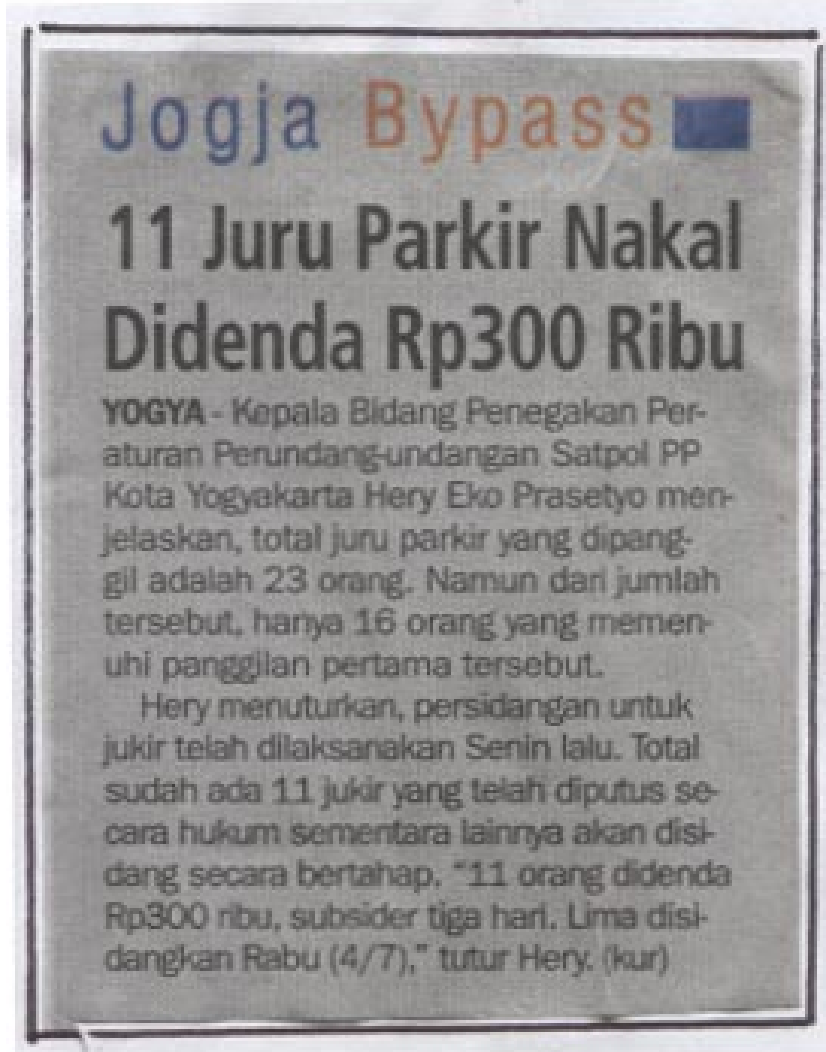 Jogja Bypass
11 Juru Parkir Nakal
Didenda Rp300 Ribu
YOGYA - Kepala Bidang Penegakan Per-
aturan Perundang-undangan Satpol PP
Kota Yogyakarta Hery Eko Prasetyo men-
jelaskan, total juru parkir yang dipang-
gil adalah 23 orang. Namun dari jumlah
tersebut, hanya 16 orang yang memen-
uhi panggilan pertama tersebut.
Hery menuturkan, persidangan untuk
jukir telah dilaksanakan Senin lalu. Total
sudah ada 11 jukir yang telah diputus se-
cara hukum sementara lainnya akan disi-
dang secara bertahap. "11 orang didenda
Rp300 ribu, subsider tiga hari. Lima disi-
dangkan Rabu (4/7)," tutur Hery. (kur)